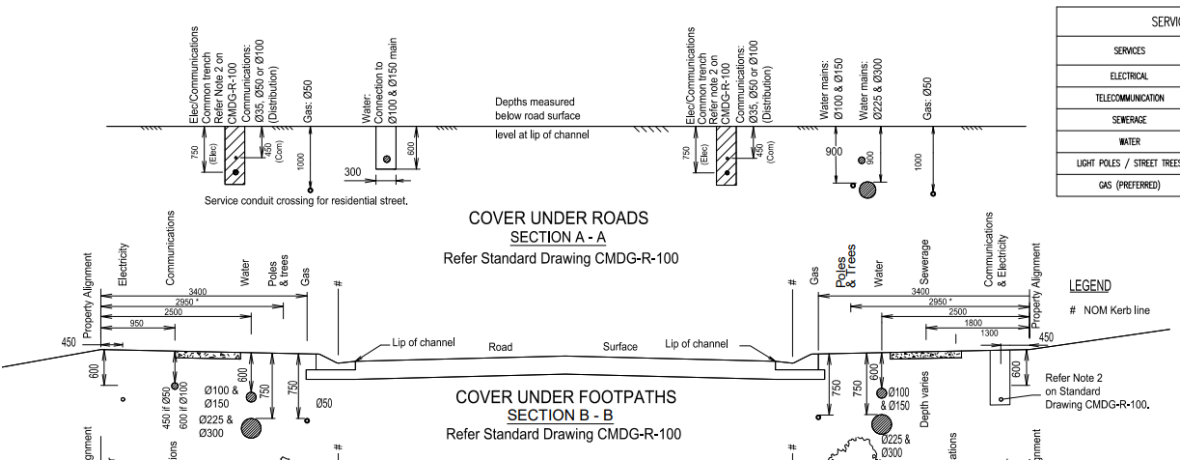 Elec/Communications
Common trench
Refer Note 2 on
CMDG-R-100
Communications:
Ø35, Ø50 or Ø100
(Distribution)
Gas: Ø50
Water:
Connection to
Ø100 & Ø150 main
Depths measured
below road surface
level at lip of channel
Elec/Communications
Common trench
Refer note 2 on
CMDG-R-100
Communications:
Ø35, Ø50 or Ø100
(Distribution)
Water mains:
Ø100 & Ø150
Water mains:
Ø225 & Ø300
Gas: Ø50
750
(Elec)
450
(Com)
1000
600
300
750
(Elec)
450
(Com)
900
900
1000
Service conduit crossing for residential street.
SERVIC
SERVICES
ELECTRICAL
TELECOMMUNICATION
SEWERAGE
WATER
LIGHT POLES / STREET TREES
GAS (PREFERRED)
COVER UNDER ROADS
SECTION A - A
Refer Standard Drawing CMDG-R-100
Property Alignment
Electricity
Communications
Water
Poles
& trees
Gas
#
3400
2950 *
2500
950
450
#
Gas
Poles
& Trees
Water
Sewerage
Communications
& Electricity
Property Alignment
3400
2950 *
2500
1800
1300
450
LEGEND
# NOM Kerb line
Lip of channel
Road
Surface
Lip of channel
600
450 if Ø50
600 if Ø100
Ø100 &
Ø150
Ø225 &
Ø300
600
750
750
Ø50
COVER UNDER FOOTPATHS
SECTION B - B
Refer Standard Drawing CMDG-R-100
750
600
Ø100
& Ø150
Ø225 &
Ø300
Depth varies
600
Refer Note 2
on Standard
Drawing CMDG-R-100.
gnment
ions
#
#
ations
gnment